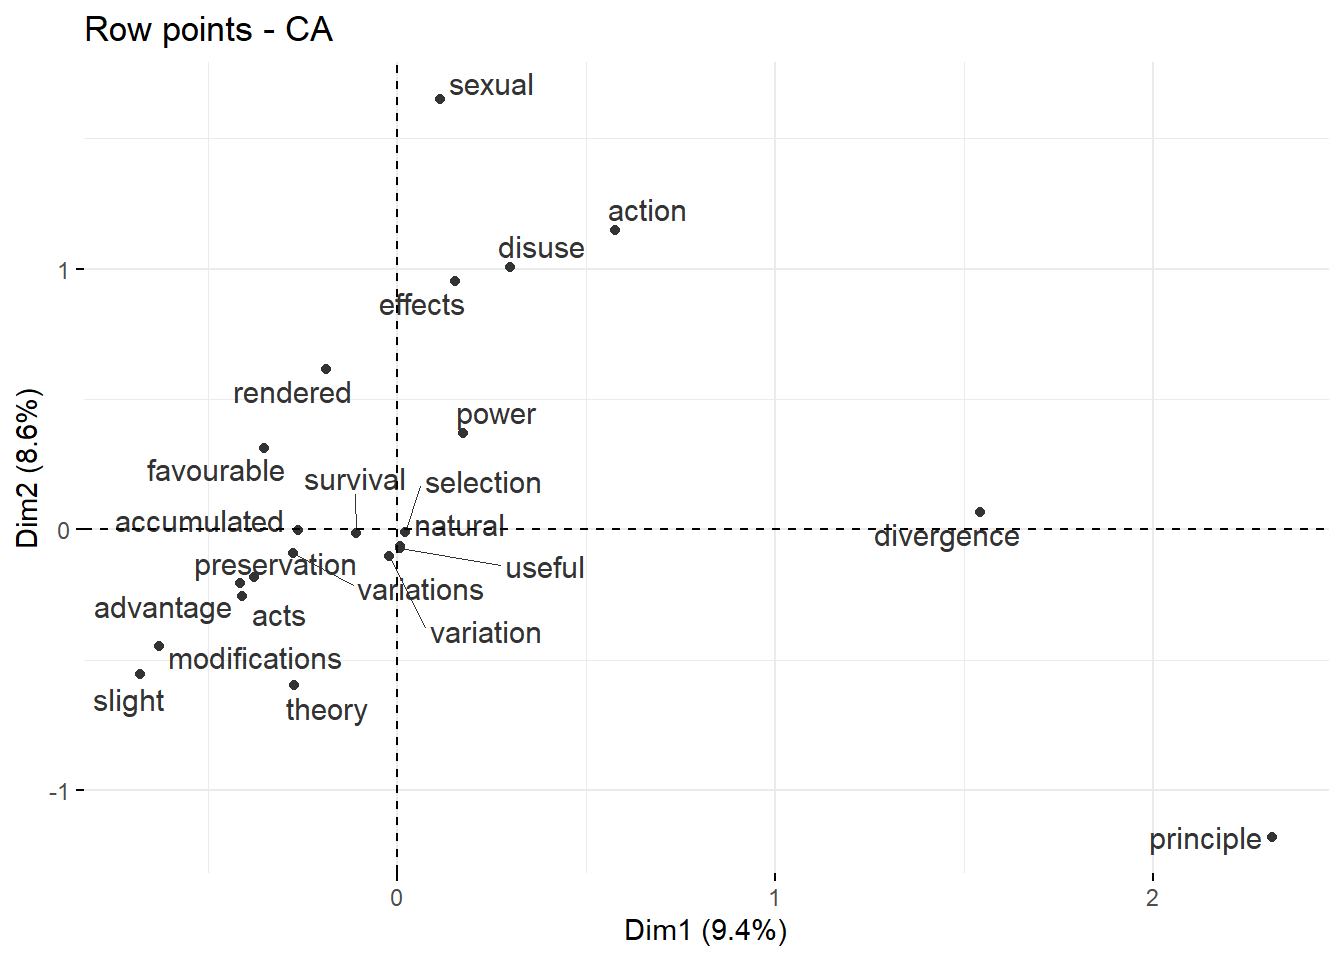 Row points - CA
sexual
action
disuse
effects
rendered
power
favourable
survival
selection
accumulated
natural
divergence
preservation
useful
variations
advantage
acts
variation
modifications
slight
theory
principle
1
0
-1
Dim2 (8.6%)
0
1
2
Dim1 (9.4%)